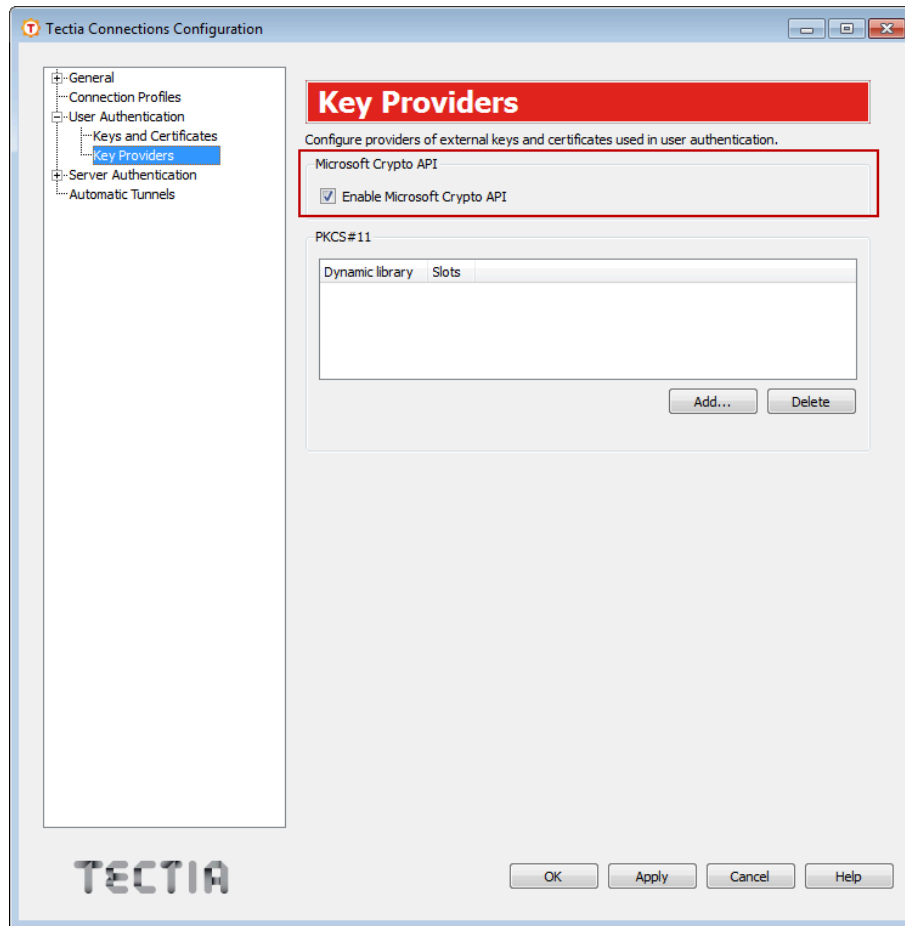 Tectia Connections Configuration
General
Connection Profiles
User Authentication
Keys and Certificates
Key Providers
Server Authentication
Automatic Tunnels
Key Providers
Configure providers of external keys and certificates used in user authentication.
Microsoft Crypto API
Enable Microsoft Crypto API
PKCS#11
Dynamic library Slots
Add... Delete
TECTIA
OK Apply Cancel Help